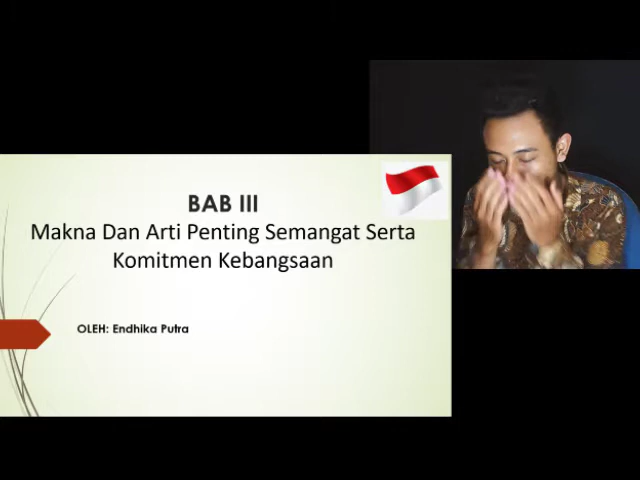 BAB III
Makna Dan Arti Penting Semangat Serta
Komitmen Kebangsaan
OLEH: Endhika Putra